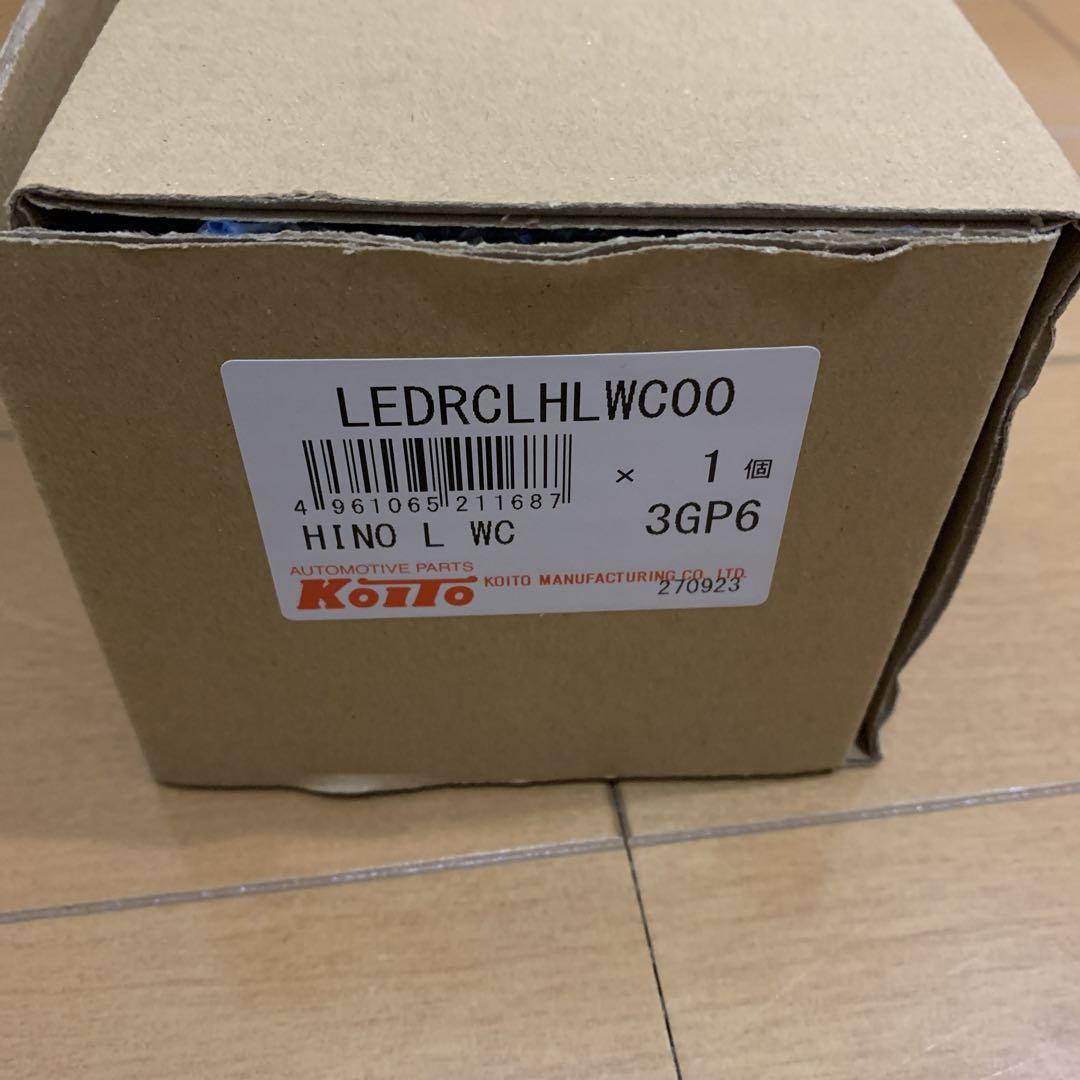 LEDRCLHLWC00
× 1 個
4 961065 211687
HINO L WC
3GP6
AUTOMOTIVE PARTS
KOITO KOITO MANUFACTURING CO., LTD.
270923